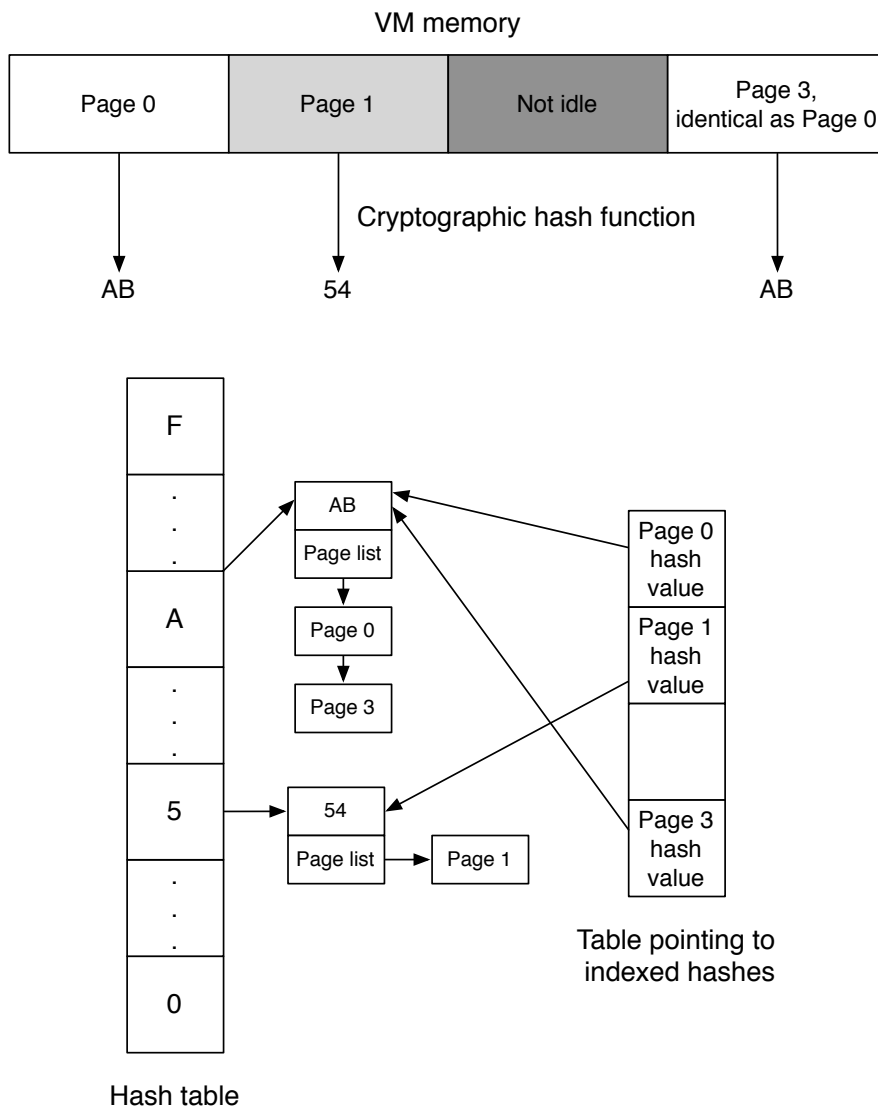 VM memory
Page 0
Page 1
Not idle
Page 3,
identical as Page 0
Cryptographic hash function
AB
54
AB
F
.
.
.
A
.
.
.
5
.
.
.
0
Hash table
AB
Page list
Page 0
Page 3
54
Page list
Page 1
Page 0
hash
value
Page 1
hash
value
Page 3
hash
value
Table pointing to
indexed hashes